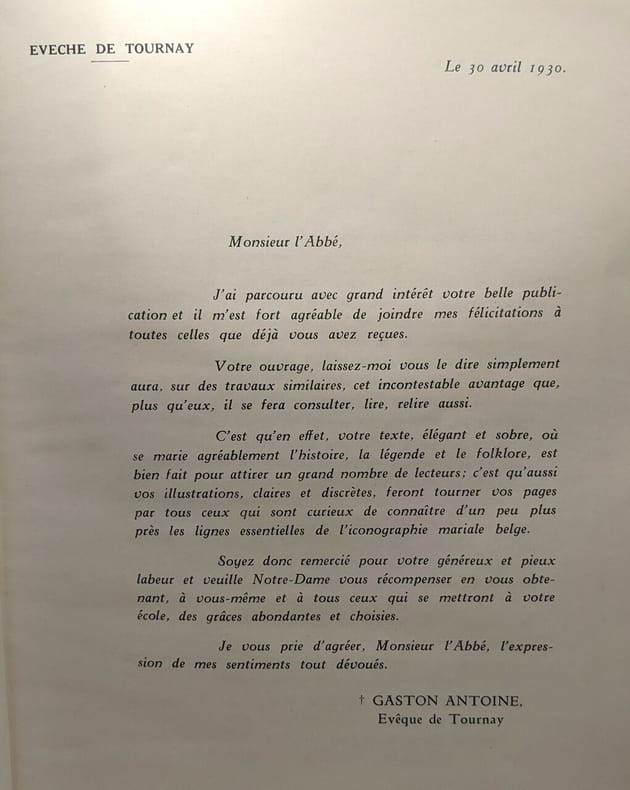 EVECHE DE TOURNAY
Le 30 avril 1930.
Monsieur l'Abbé,
J'ai parcouru avec grand intérêt votre belle publi-
cation et il m'est fort agréable de joindre mes félicitations à
toutes celles que déjà vous avez reçues.
Votre ouvrage, laissez-moi vous le dire simplement
aura, sur des travaux similaires, cet incontestable avantage que,
plus qu'eux, il se fera consulter, lire, relire aussi.
C'est qu'en effet, votre texte, élégant et sobre, où
se marie agréablement l'histoire, la légende et le folklore, est
bien fait pour attirer un grand nombre de lecteurs; c'est qu'aussi
vos illustrations, claires et discrètes, feront tourner vos pages
par tous ceux qui sont curieux de connaître d'un peu plus
près les lignes essentielles de l'iconographie mariale belge.
Soyez donc remercié pour votre généreux et pieux
labeur et veuille Notre-Dame vous récompenser en vous obte-
nant, à vous-même et à tous ceux qui se mettront à votre
école, des grâces abondantes et choisies.
Je vous prie d'agréer, Monsieur l'Abbé, l'expres-
sion de mes sentiments tout dévoués.
† GASTON ANTOINE,
Evêque de Tournay